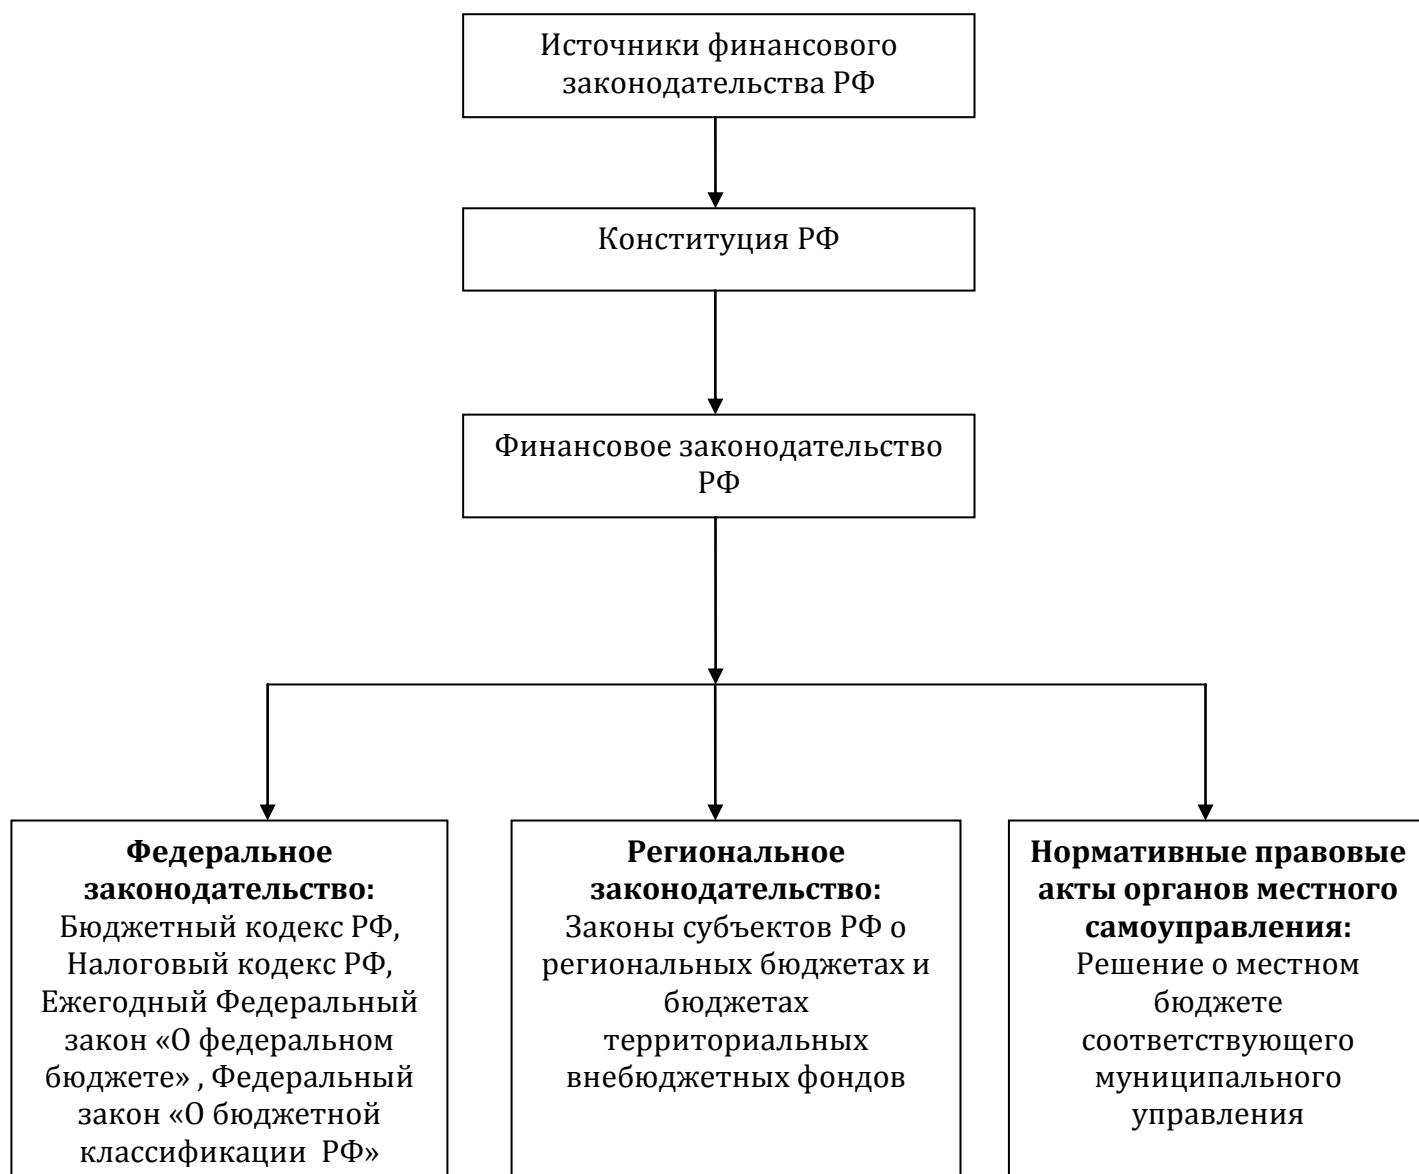 Источники финансового
законодательства РФ
Конституция РФ
Финансовое законодательство
РФ
Федеральное
законодательство:
Бюджетный кодекс РФ,
Налоговый кодекс РФ,
Ежегодный Федеральный
закон «О федеральном
бюджете» , Федеральный
закон «О бюджетной
классификации  РФ»
Региональное
законодательство:
Законы субъектов РФ о
региональных бюджетах и
бюджетах
территориальных
внебюджетных фондов
Нормативные правовые
акты органов местного
самоуправления:
Решение о местном
бюджете
соответствующего
муниципального
управления